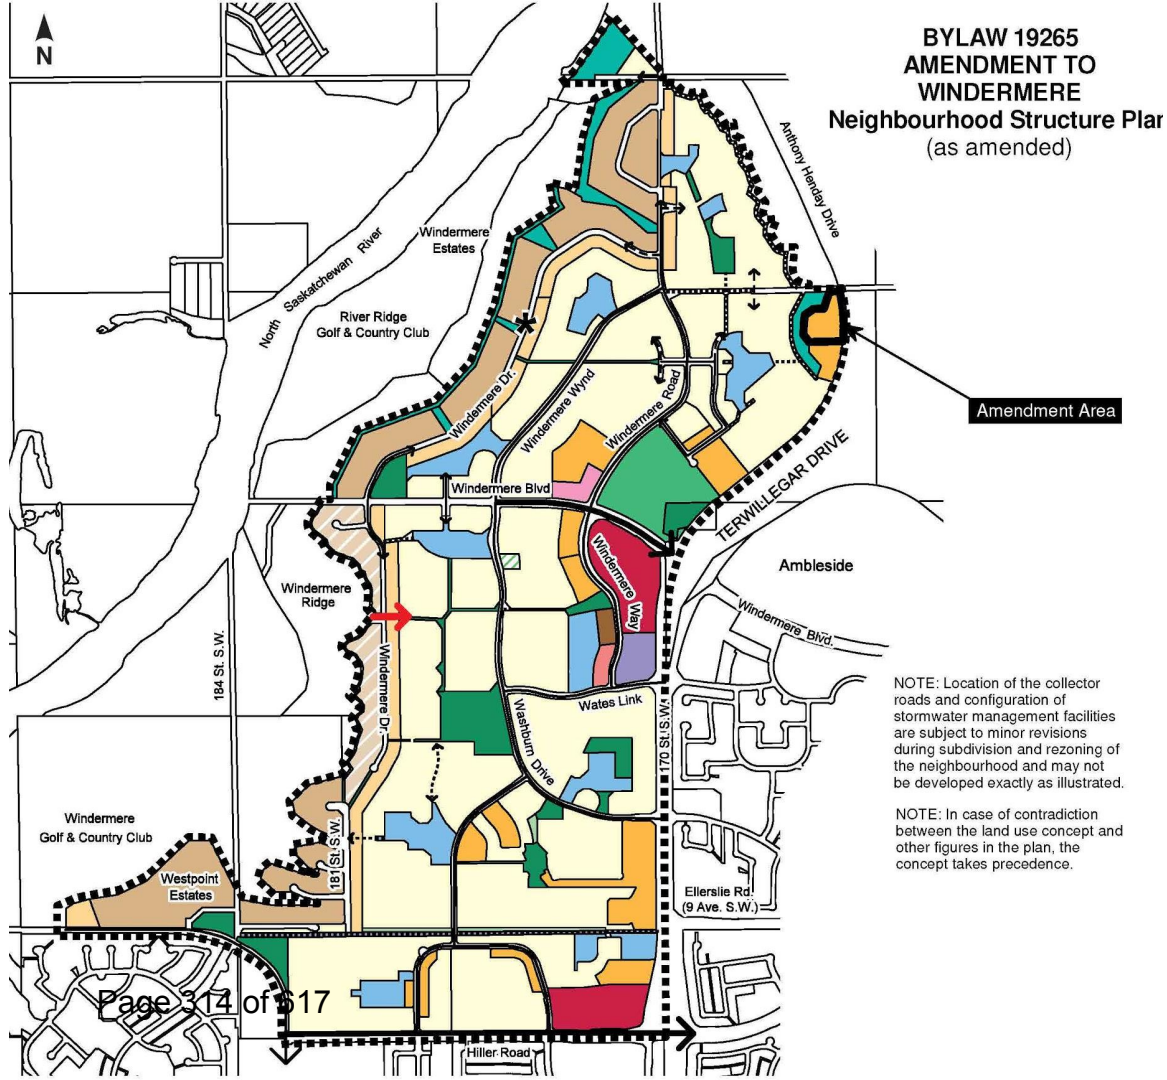 BYLAW 19265
AMENDMENT TO
WINDERMERE
Neighbourhood Structure Plan
(as amended)
N
Anthony Henday Drive
Windermere
Estates
North Saskatchewan River
River Ridge
Golf & Country Club
Amendment Area
Windermere Dr.
Windermere Wynd
Windermere Road
TERWILLEGAR DRIVE
Windermere Blvd
Ambleside
Windermere Way
Windermere
Ridge
Windermere Blvd.
184 St. S.W.
Windermere Dr.
NOTE: Location of the collector
roads and configuration of
stormwater management facilities
are subject to minor revisions
during subdivision and rezoning of
the neighbourhood and may not
be developed exactly as illustrated.
Wates Link
Washburn Drive
170 St. S.W.
NOTE: In case of contradiction
between the land use concept and
other figures in the plan, the
concept takes precedence.
Windermere
Golf & Country Club
181 St. S.W.
Westpoint
Estates
Ellerslie Rd.
(9 Ave. S.W.)
Page 314 of 617
Hiller Road